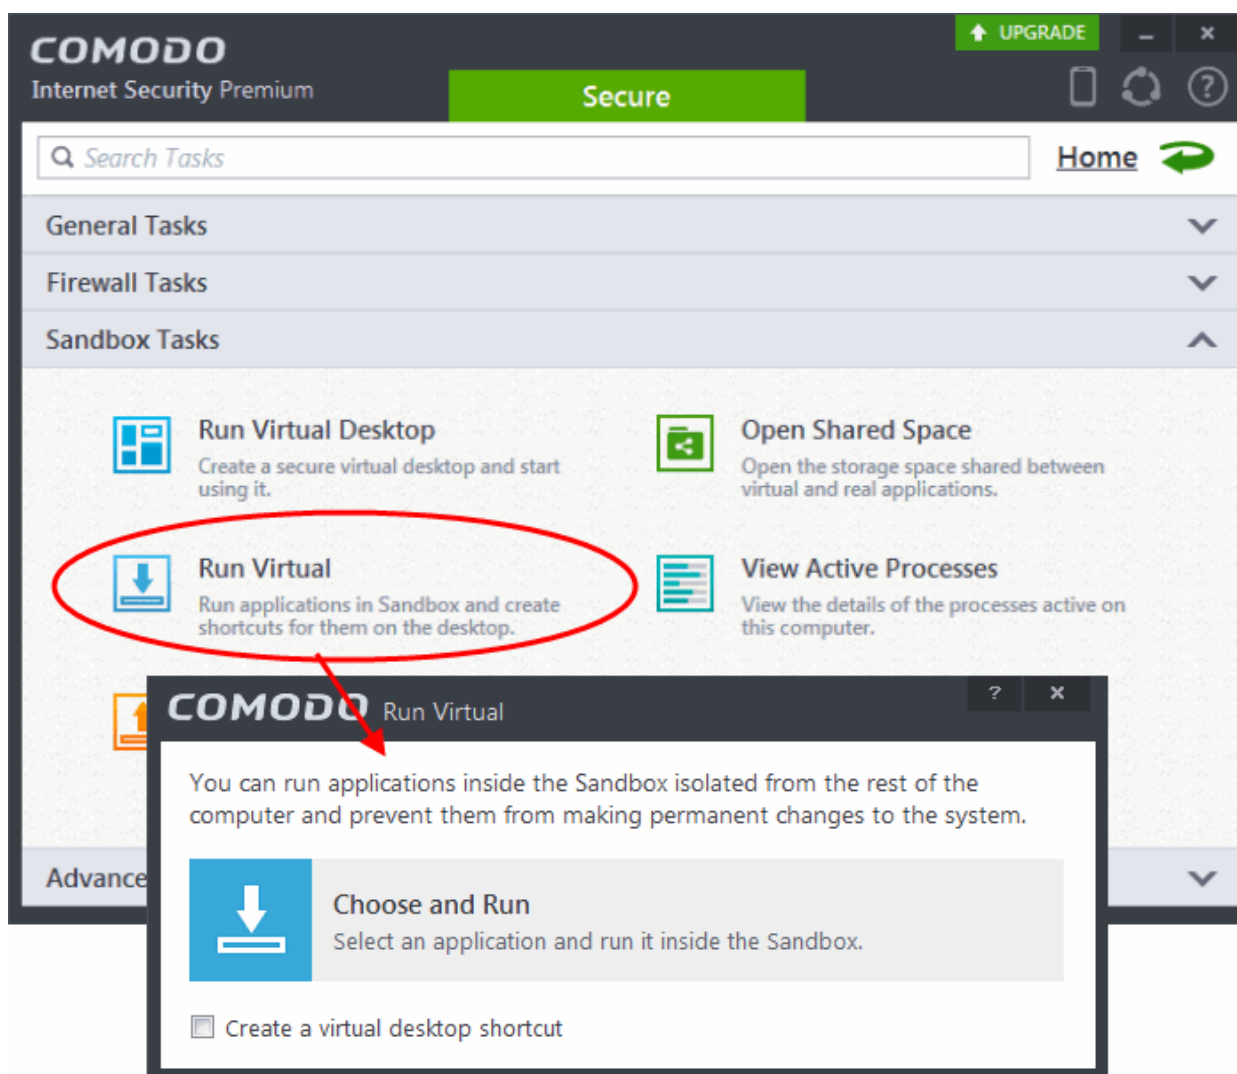 COMODO
UPGRADE
Internet Security Premium
Secure
Search Tasks
Home
General Tasks
Firewall Tasks
Sandbox Tasks
Run Virtual Desktop
Create a secure virtual desktop and start
using it.
Open Shared Space
Open the storage space shared between
virtual and real applications.
Run Virtual
Run applications in Sandbox and create
shortcuts for them on the desktop.
View Active Processes
View the details of the processes active on
this computer.
COMODO Run Virtual
?
You can run applications inside the Sandbox isolated from the rest of the
computer and prevent them from making permanent changes to the system.
Advance
Choose and Run
Select an application and run it inside the Sandbox.
Create a virtual desktop shortcut